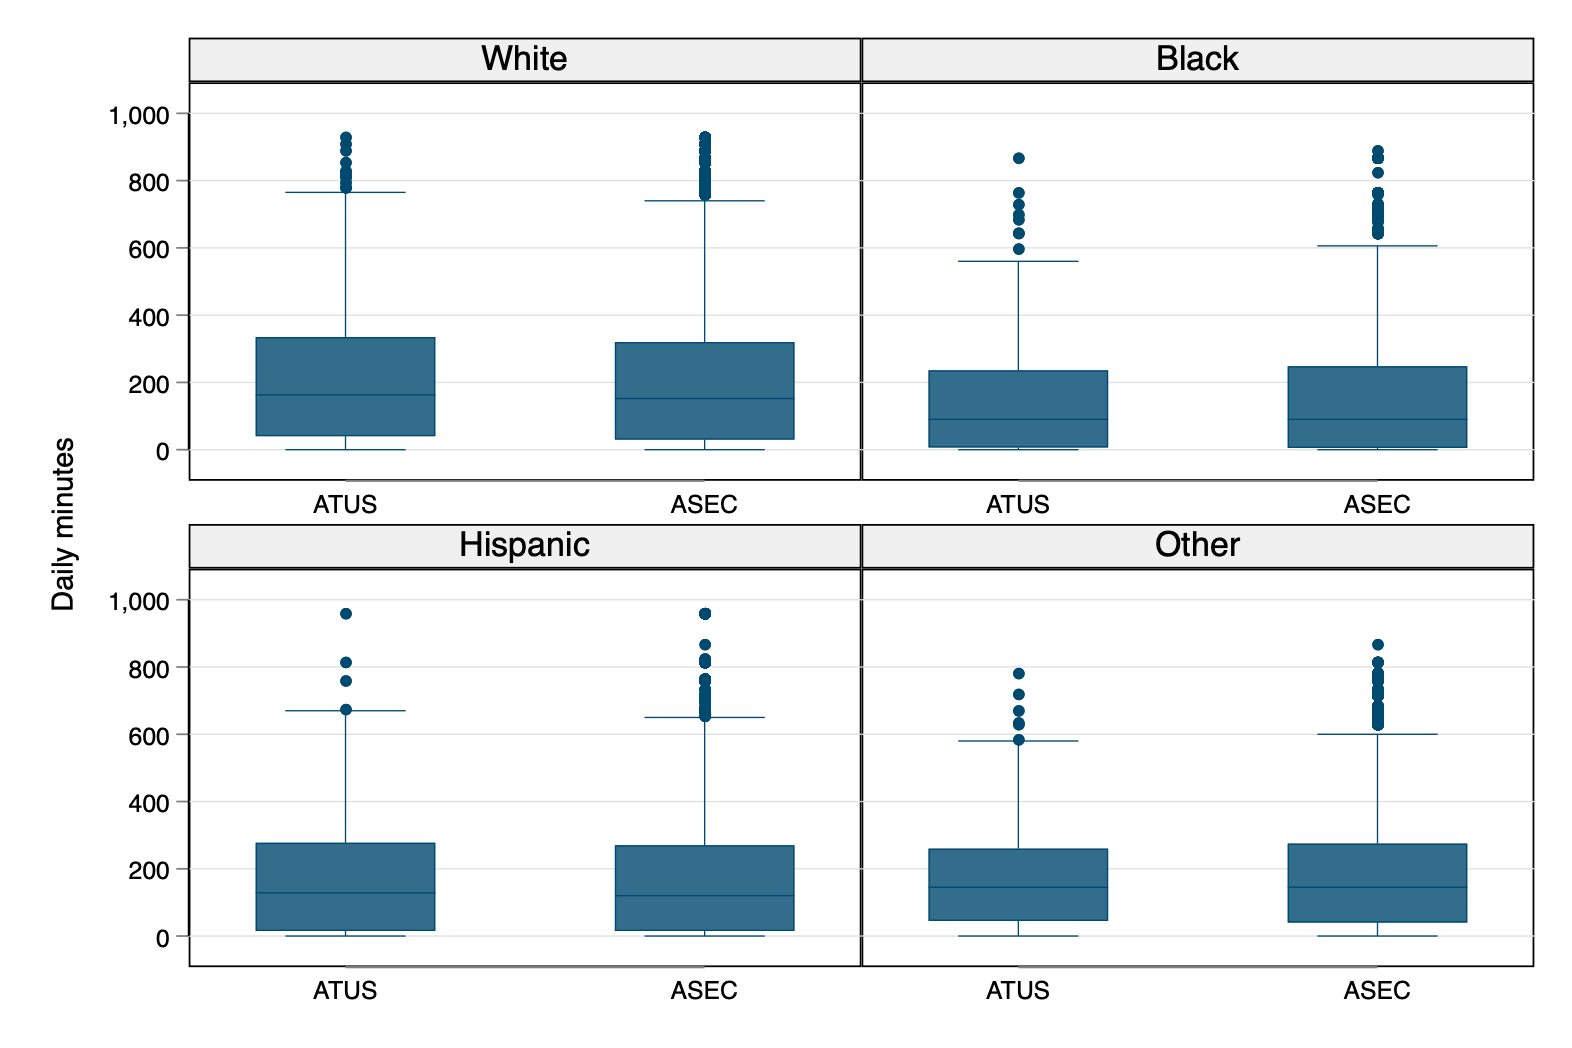 White
Black
1,000
800
600
400
200
0
ATUS
ASEC
ATUS
ASEC
Daily minutes
Hispanic
Other
1,000
800
600
400
200
0
ATUS
ASEC
ATUS
ASEC